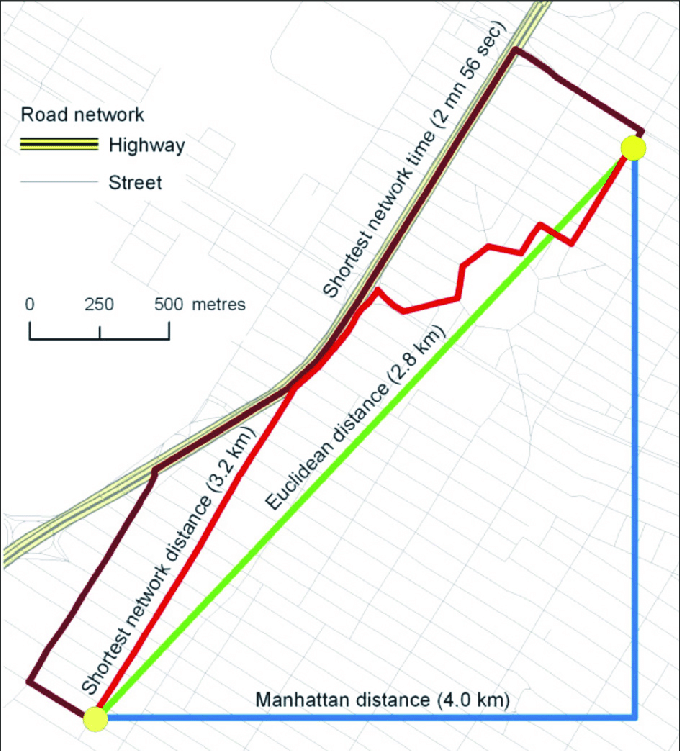 Road network
Highway
Street
0 250 500 metres
Shortest network time (2 mn 56 sec)
Shortest network distance (3.2 km)
Euclidean distance (2.8 km)
Manhattan distance (4.0 km)